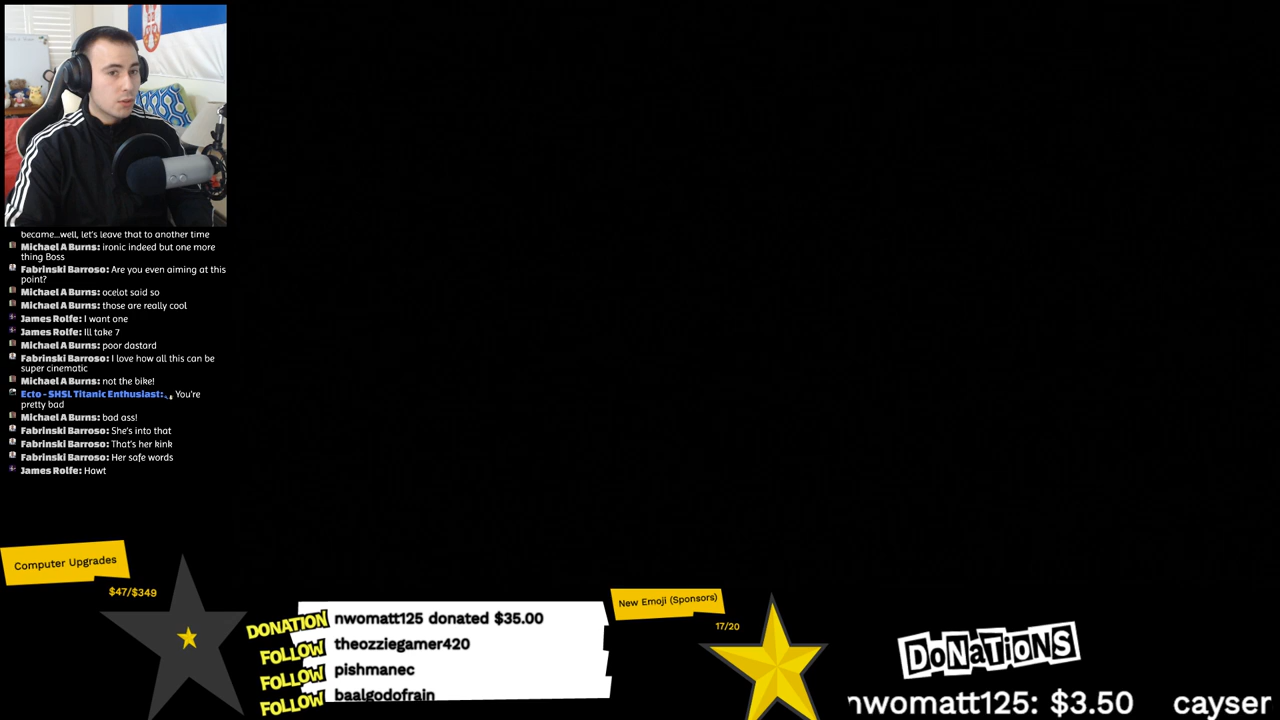 became...well, let's leave that to another time
Michael A Burns: ironic indeed but one more
thing Boss
Fabrinski Barroso: Are you even aiming at this
point?
Michael A Burns: ocelot said so
Michael A Burns: those are really cool
James Rolfe: I want one
James Rolfe: Ill take 7
Michael A Burns: poor dastard
Fabrinski Barroso: I love how all this can be
super cinematic
Michael A Burns: not the bike!
Ecto - SHSL Titanic Enthusiast: You're
pretty bad
Michael A Burns: bad ass!
Fabrinski Barroso: She's into that
Fabrinski Barroso: That's her kink
Fabrinski Barroso: Her safe words
James Rolfe: Hawt
Computer Upgrades
$47/$349
DONATION nwomatt125 donated $35.00
FOLLOW theozziegamer420
FOLLOW pishmanec
FOLLOW baalgodofrain
New Emoji (Sponsors)
17/20
DoNaTioNS
nwomatt125: $3.50 cayser